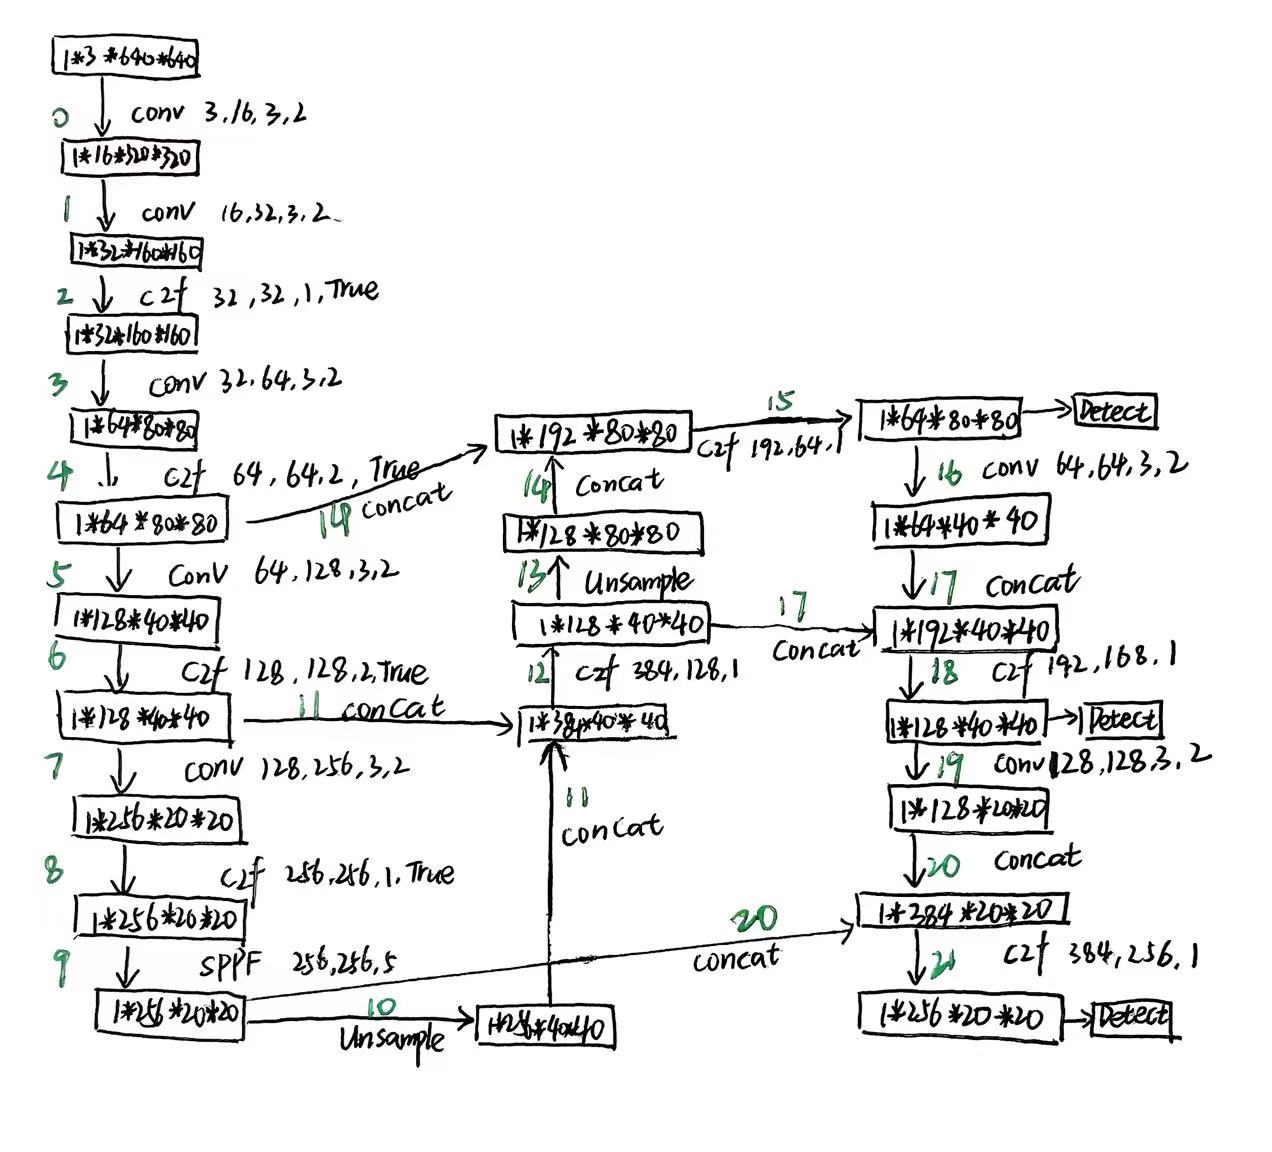 1*3*640*640
0 conv 3,16,3,2
1*16*320*320
1 conv 16,32,3,2
1*32*160*160
2 c2f 32,32,1,True
1*32*160*160
3 conv 32,64,3,2
1*64*80*80
4 c2f 64,64,2,True
1*64*80*80
14 concat
5 conv 64,128,3,2
1*128*40*40
6 c2f 128,128,2,True
1*128*40*40
11 concat
7 conv 128,256,3,2
1*256*20*20
8 c2f 256,256,1,True
1*256*20*20
9 SPPF 256,256,5
1*256*20*20
10
Unsample
1*256*40*40
11
concat
1*384*40*40
12 c2f 384,128,1
1*128*40*40
13 Unsample
1*128*80*80
14 concat
1*192*80*80
15
c2f 192,64,1
1*64*80*80
Detect
16 conv 64,64,3,2
1*64*40*40
17 concat
17
concat
1*192*40*40
18 c2f 192,168,1
1*128*40*40
Detect
19 conv 128,128,3,2
1*128*20*20
20 concat
20
concat
1*384*20*20
21 c2f 384,256,1
1*256*20*20
Detect